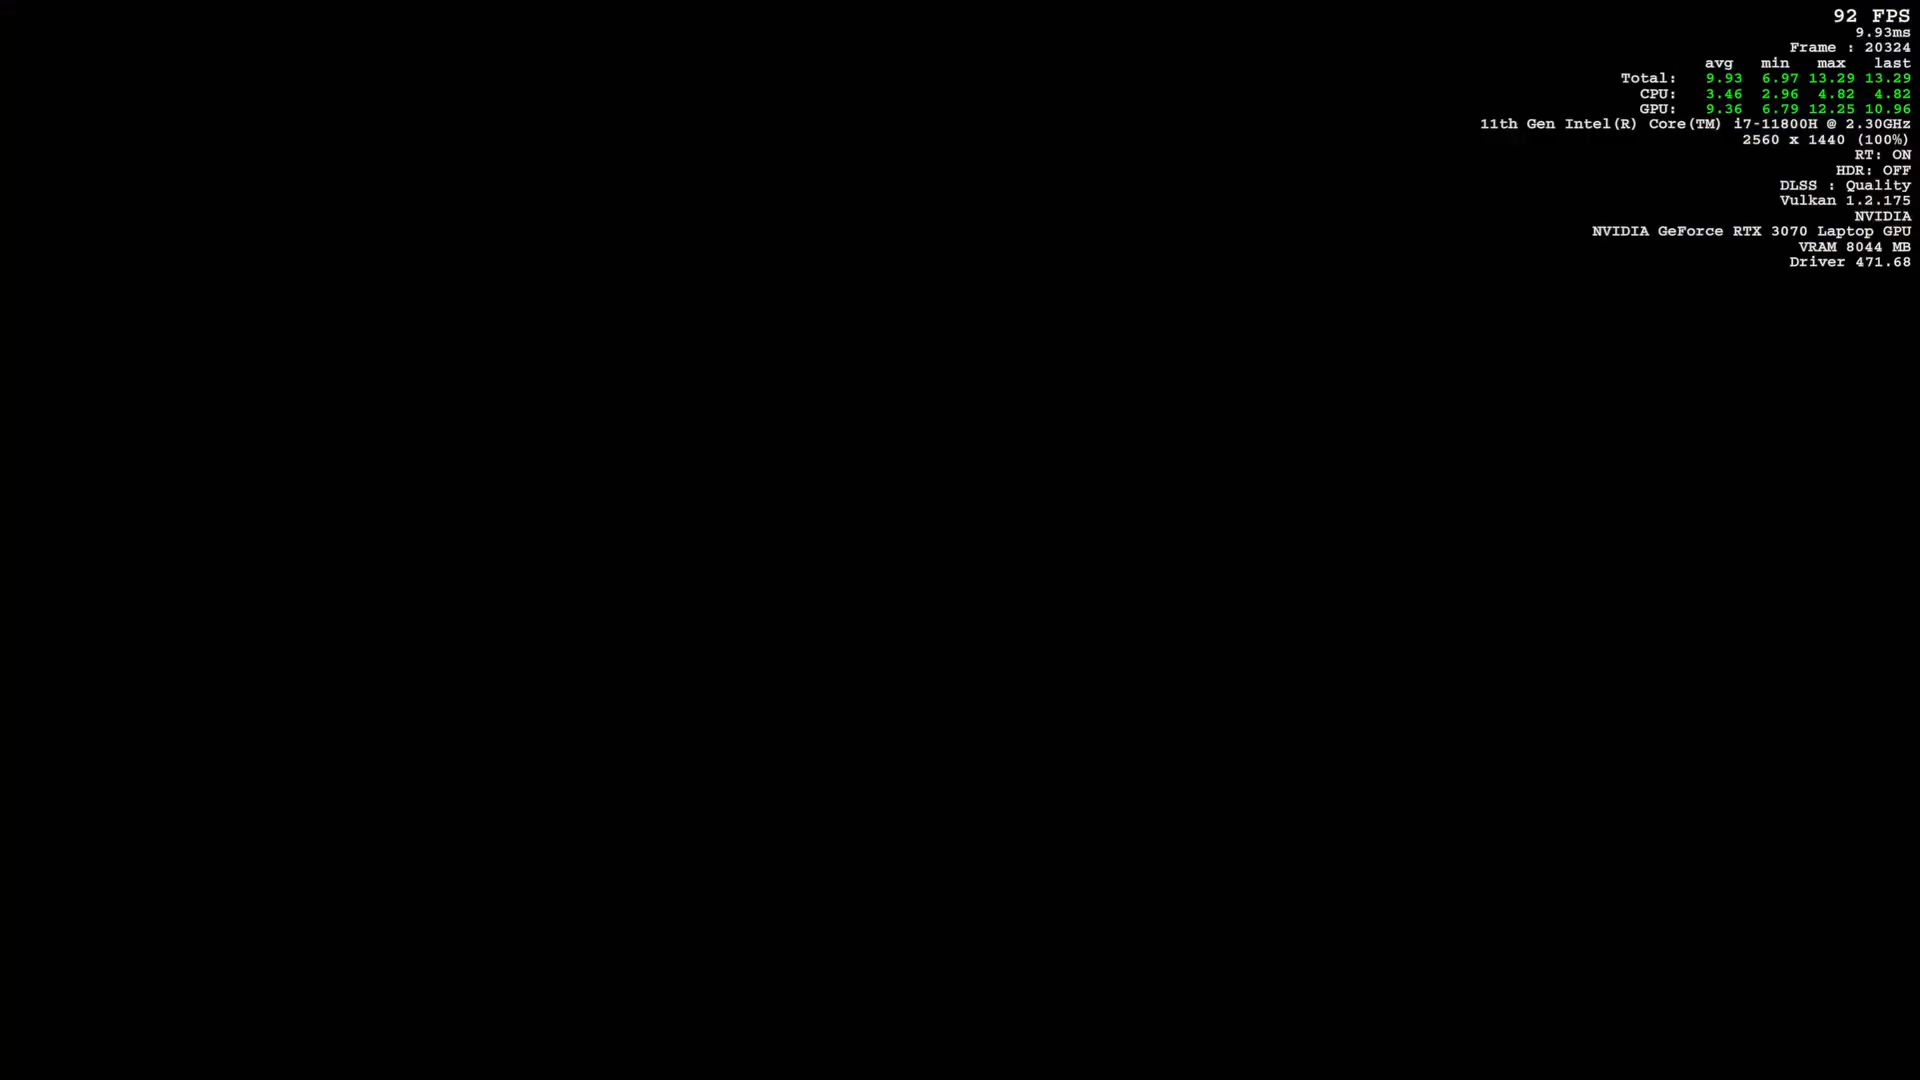 92 FPS
9.93ms
Frame : 20324
avg min max last
Total: 9.93 6.97 13.29 13.29
CPU: 3.46 2.96 4.82 4.82
GPU: 9.36 6.79 12.25 10.96
11th Gen Intel(R) Core(TM) i7-11800H @ 2.30GHz
2560 x 1440 (100%)
RT: ON
HDR: OFF
DLSS : Quality
Vulkan 1.2.175
NVIDIA
NVIDIA GeForce RTX 3070 Laptop GPU
VRAM 8044 MB
Driver 471.68